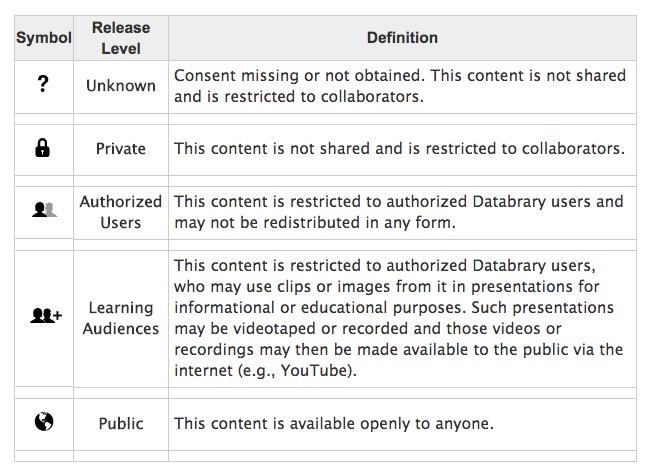 Symbol Release Level Definition
? Unknown Consent missing or not obtained. This content is not shared
and is restricted to collaborators.
Private This content is not shared and is restricted to collaborators.
Authorized Users This content is restricted to authorized Databrary users and
may not be redistributed in any form.
Learning Audiences This content is restricted to authorized Databrary users,
who may use clips or images from it in presentations for
informational or educational purposes. Such presentations
may be videotaped or recorded and those videos or
recordings may then be made available to the public via the
internet (e.g., YouTube).
Public This content is available openly to anyone.